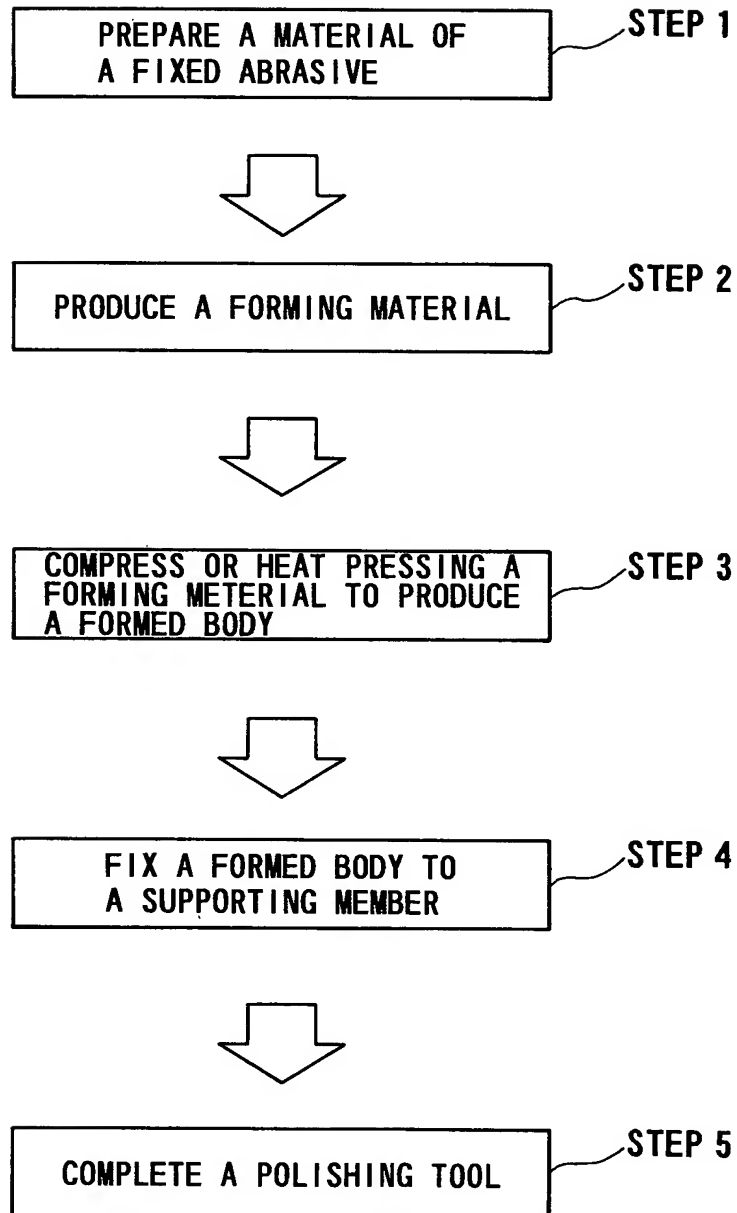 PREPARE A MATERIAL OF
A FIXED ABRASIVE
STEP 1
PRODUCE A FORMING MATERIAL
STEP 2
COMPRESS OR HEAT PRESSING A
FORMING METERIAL TO PRODUCE
A FORMED BODY
STEP 3
FIX A FORMED BODY TO
A SUPPORTING MEMBER
STEP 4
COMPLETE A POLISHING TOOL
STEP 5